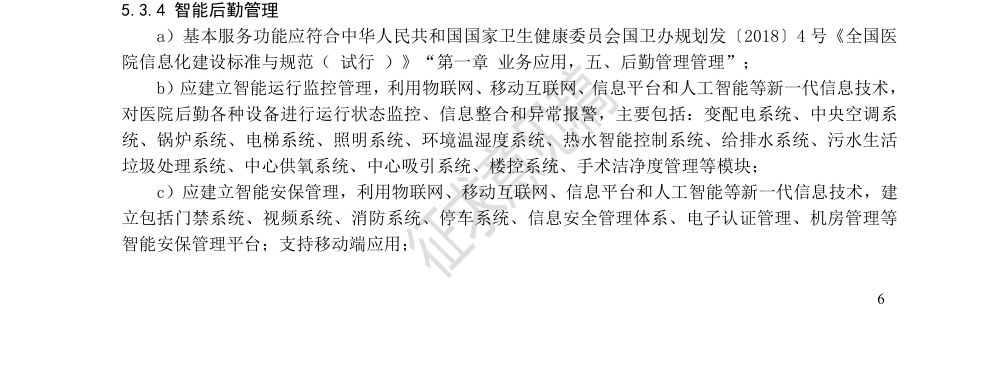 5.3.4 智能后勤管理
a）基本服务功能应符合中华人民共和国国家卫生健康委员会国卫办规划发〔2018〕4 号《全国医
院信息化建设标准与规范（ 试行 ）》“第一章 业务应用，五、后勤管理管理”；
b）应建立智能运行监控管理，利用物联网、移动互联网、信息平台和人工智能等新一代信息技术，
对医院后勤各种设备进行运行状态监控、信息整合和异常报警，主要包括：变配电系统、中央空调系
统、锅炉系统、电梯系统、照明系统、环境温湿度系统、热水智能控制系统、给排水系统、污水生活
垃圾处理系统、中心供氧系统、中心吸引系统、楼控系统、手术洁净度管理等模块；
c）应建立智能安保管理，利用物联网、移动互联网、信息平台和人工智能等新一代信息技术，建
立包括门禁系统、视频系统、消防系统、停车系统、信息安全管理体系、电子认证管理、机房管理等
智能安保管理平台；支持移动端应用；
征求意见稿
6